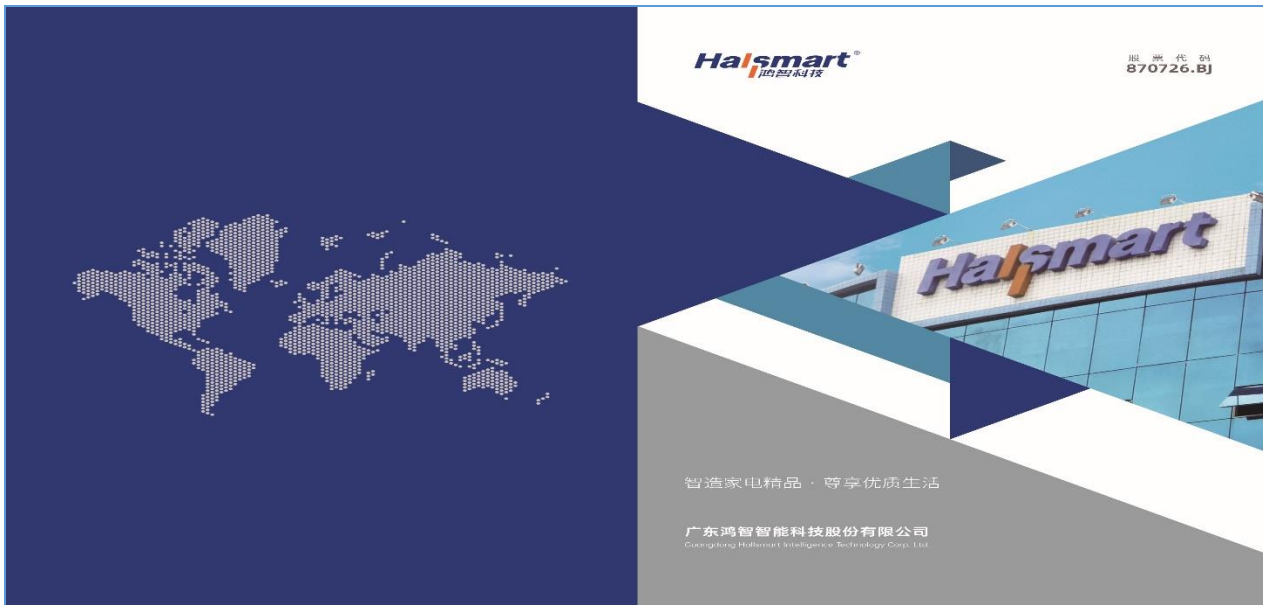 Hallsmart®
鸿智科技
股票代码
870726.BJ
Hallsmart
智造家电精品 · 尊享优质生活
广东鸿智智能科技股份有限公司
Guangdong Hallsmart Intelligence Technology Corp. Ltd